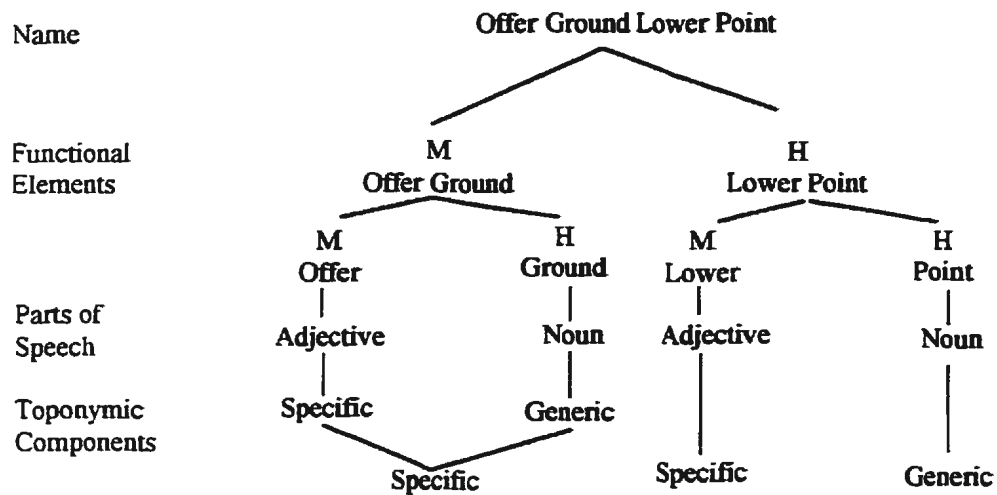 Name
Offer Ground Lower Point
Functional
Elements
M
Offer Ground
H
Lower Point
M
Offer
H
Ground
M
Lower
H
Point
Parts of
Speech
Adjective
Noun
Adjective
Noun
Toponymic
Components
Specific
Generic
Specific
Specific
Generic